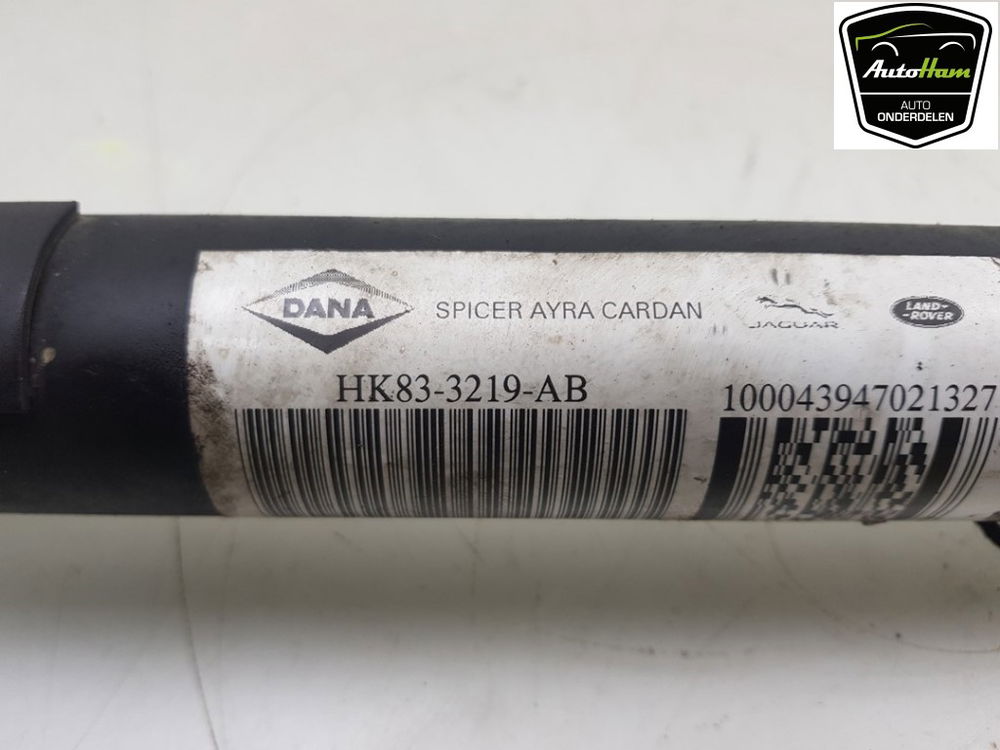 AutoHam
AUTO
ONDERDELEN
DANA
SPICER AYRA CARDAN
JAGUAR
LAND-
-ROVER
HK83-3219-AB
100043947021327